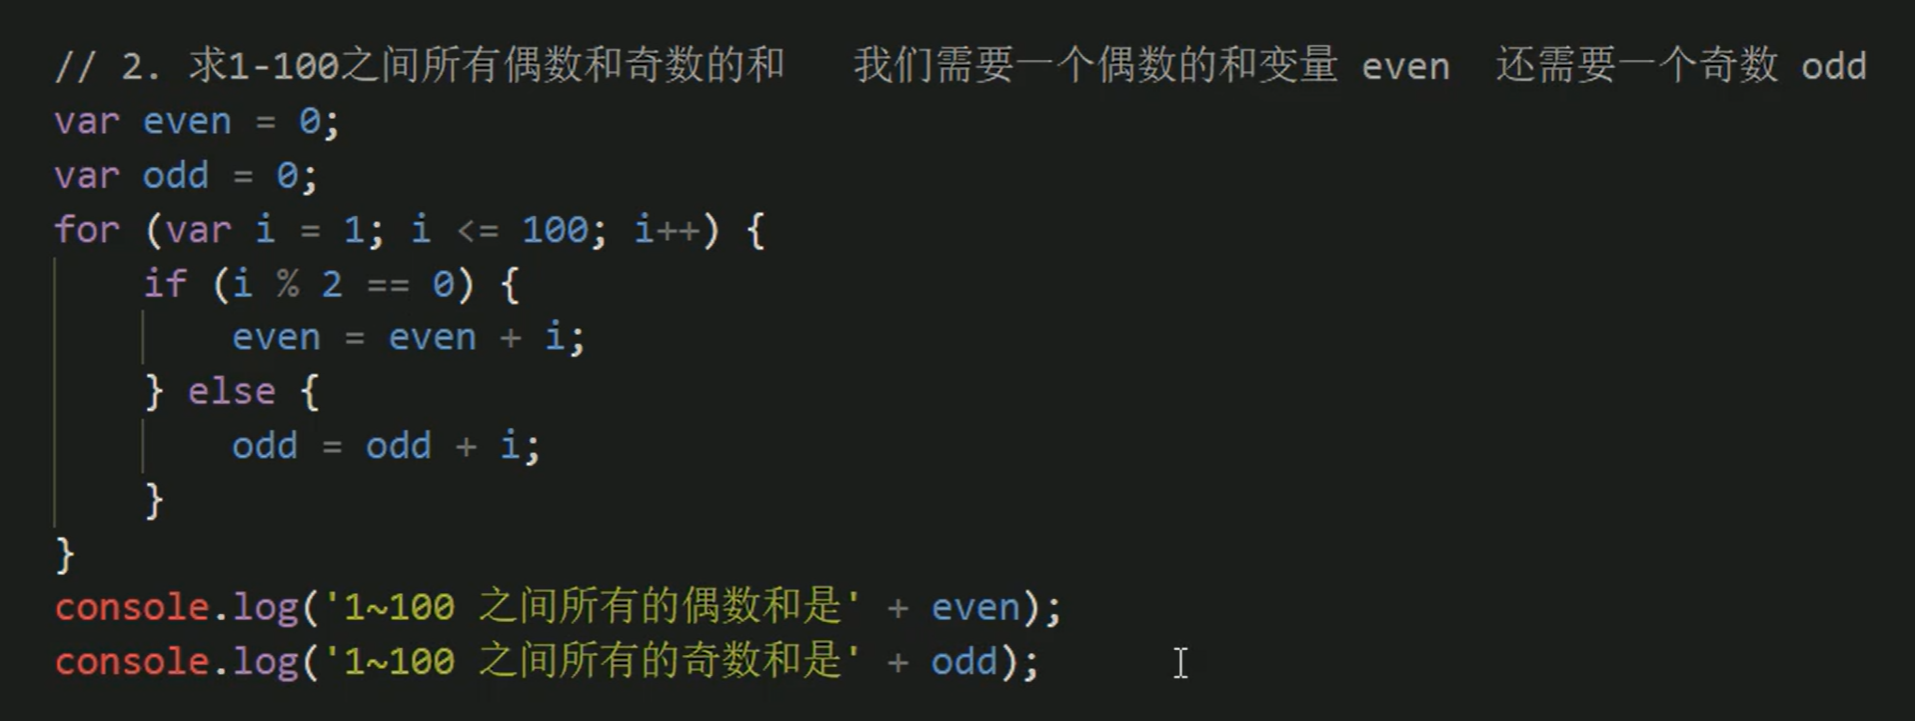 // 2. 求1-100之间所有偶数和奇数的和   我们需要一个偶数的和变量 even  还需要一个奇数 odd
var even = 0;
var odd = 0;
for (var i = 1; i <= 100; i++) {
    if (i % 2 == 0) {
        even = even + i;
    } else {
        odd = odd + i;
    }
}
console.log('1~100 之间所有的偶数和是' + even);
console.log('1~100 之间所有的奇数和是' + odd);